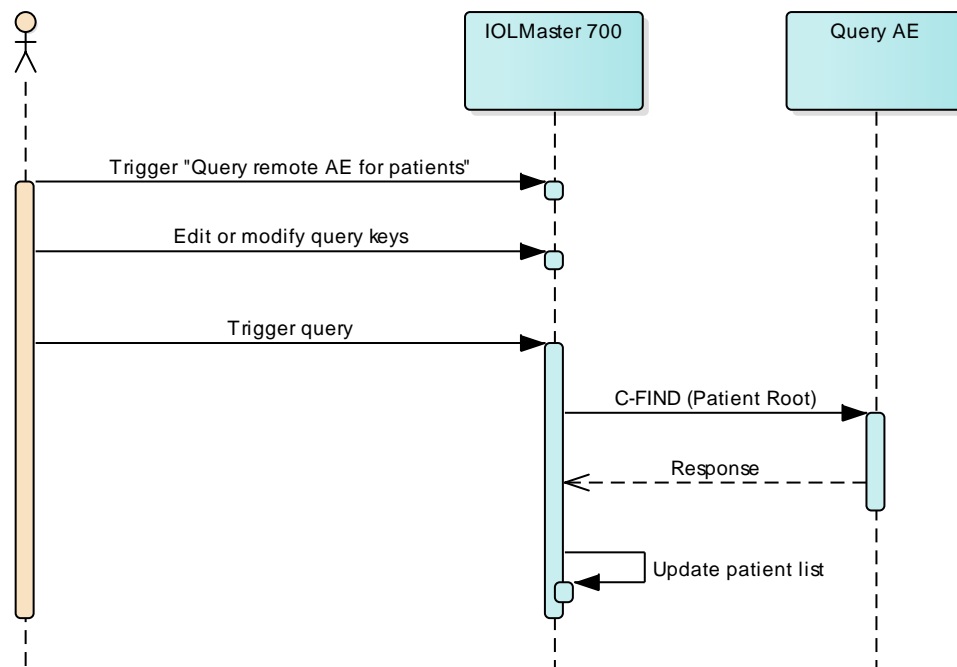 IOLMaster 700
Query AE
Trigger "Query remote AE for patients"
Edit or modify query keys
Trigger query
C-FIND (Patient Root)
Response
Update patient list